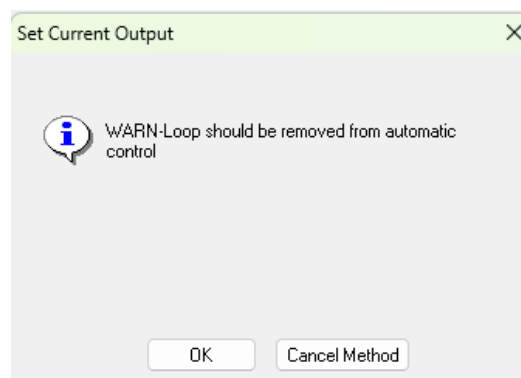 Set Current Output
WARN-Loop should be removed from automatic
control
OK
Cancel Method